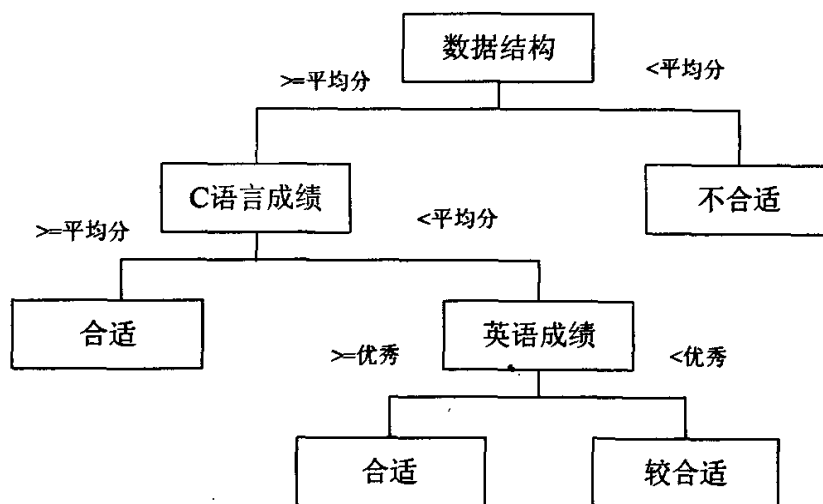 数据结构
>=平均分
<平均分
C语言成绩
不合适
>=平均分
<平均分
合适
英语成绩
>=优秀
<优秀
合适
较合适